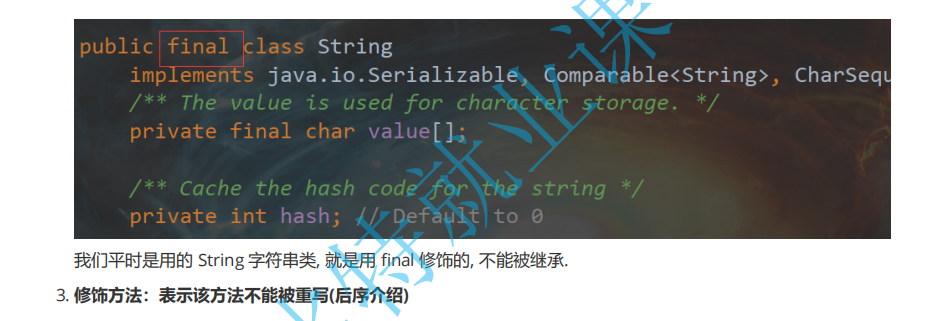 public final class String
implements java.io.Serializable, Comparable<String>, CharSequ
/** The value is used for character storage. */
private final char value[];
/** Cache the hash code for the string */
private int hash; // Default to 0
我们平时是用的 String 字符串类, 就是用 final 修饰的, 不能被继承.
3. 修饰方法：表示该方法不能被重写(后序介绍)
特就业课